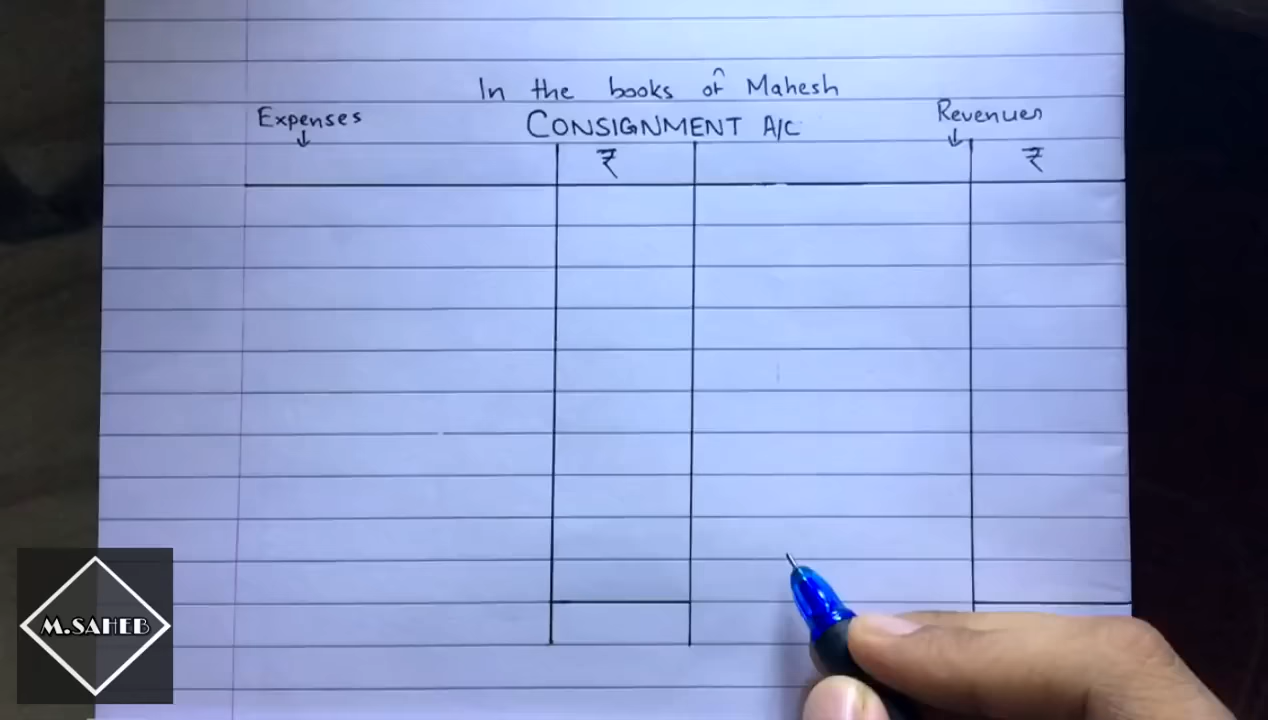 In the books of Mahesh
Expenses CONSIGNMENT A/C Revenues
₹ ₹
M.SAHEB